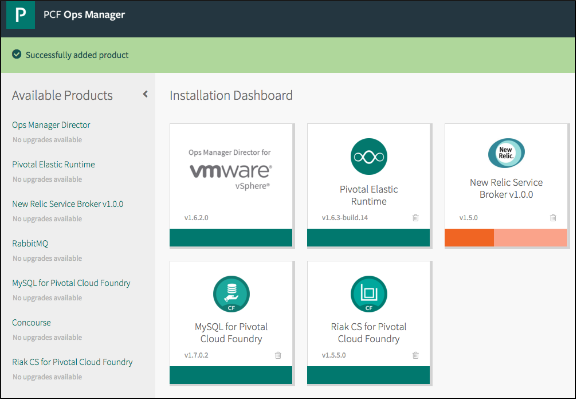 P PCF Ops Manager
Successfully added product
Available Products
Ops Manager Director
No upgrades available
Pivotal Elastic Runtime
No upgrades available
New Relic Service Broker v1.0.0
No upgrades available
RabbitMQ
No upgrades available
MySQL for Pivotal Cloud Foundry
No upgrades available
Concourse
No upgrades available
Riak CS for Pivotal Cloud Foundry
No upgrades available
Installation Dashboard
Ops Manager Director for
vmware®
vSphere®
v1.6.2.0
Pivotal Elastic
Runtime
v1.6.3-build.14
New
Relic.
New Relic Service
Broker v1.0.0
v1.5.0
CF
MySQL for Pivotal
Cloud Foundry
v1.7.0.2
CF
Riak CS for Pivotal
Cloud Foundry
v1.5.5.0